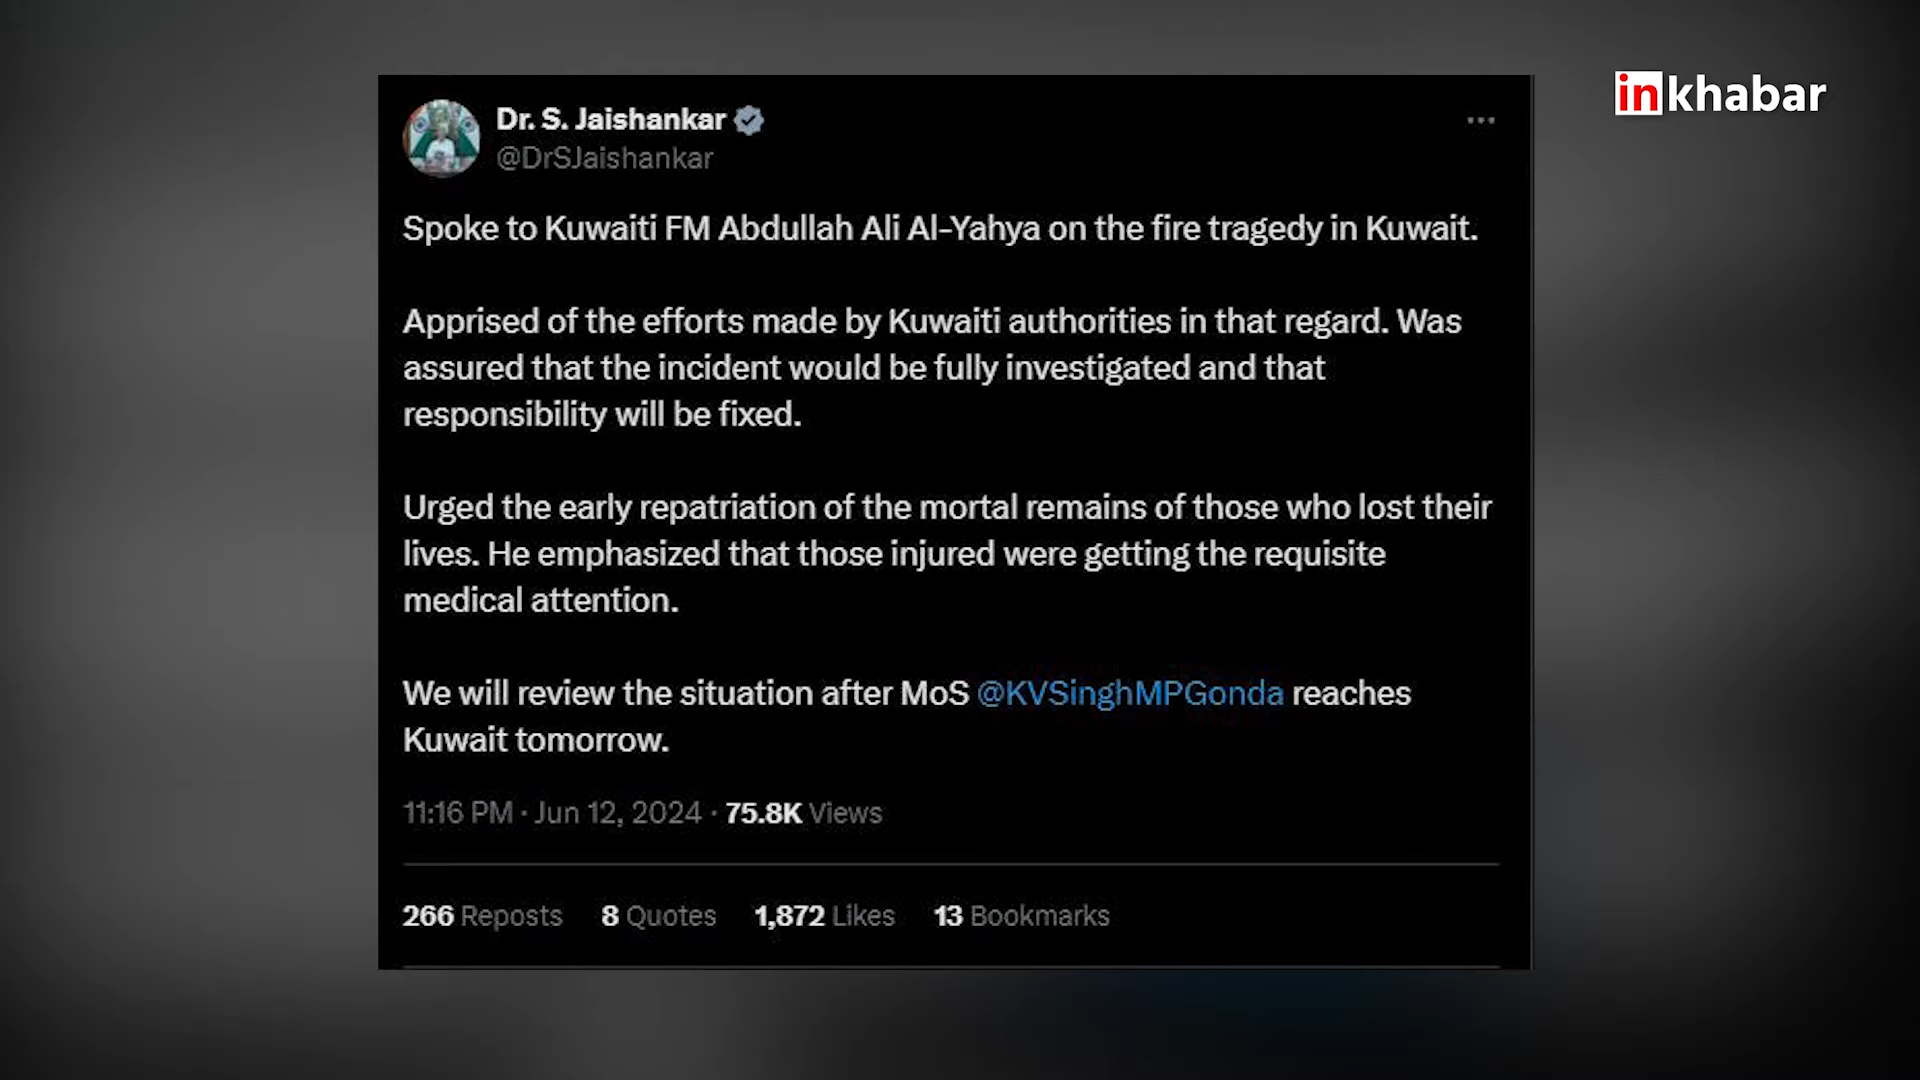 inkhabar
Dr. S. Jaishankar
@DrSJaishankar
Spoke to Kuwaiti FM Abdullah Ali Al-Yahya on the fire tragedy in Kuwait.
Apprised of the efforts made by Kuwaiti authorities in that regard. Was
assured that the incident would be fully investigated and that
responsibility will be fixed.
Urged the early repatriation of the mortal remains of those who lost their
lives. He emphasized that those injured were getting the requisite
medical attention.
We will review the situation after MoS @KVSinghMPGonda reaches
Kuwait tomorrow.
11:16 PM · Jun 12, 2024 · 75.8K Views
266 Reposts 8 Quotes 1,872 Likes 13 Bookmarks